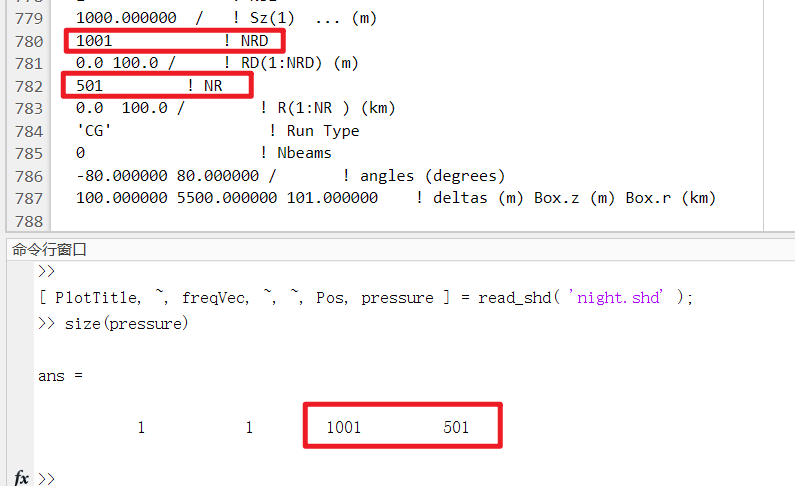 779 1000.000000 / ! Sz(1) ... (m)
780 1001 ! NRD
781 0.0 100.0 / ! RD(1:NRD) (m)
782 501 ! NR
783 0.0 100.0 / ! R(1:NR ) (km)
784 'CG' ! Run Type
785 0 ! Nbeams
786 -80.000000 80.000000 / ! angles (degrees)
787 100.000000 5500.000000 101.000000 ! deltas (m) Box.z (m) Box.r (km)
788
命令行窗口
>>
[ PlotTitle, ~, freqVec, ~, ~, Pos, pressure ] = read_shd( 'night.shd' );
>> size(pressure)
ans =
1 1 1001 501
fx >>